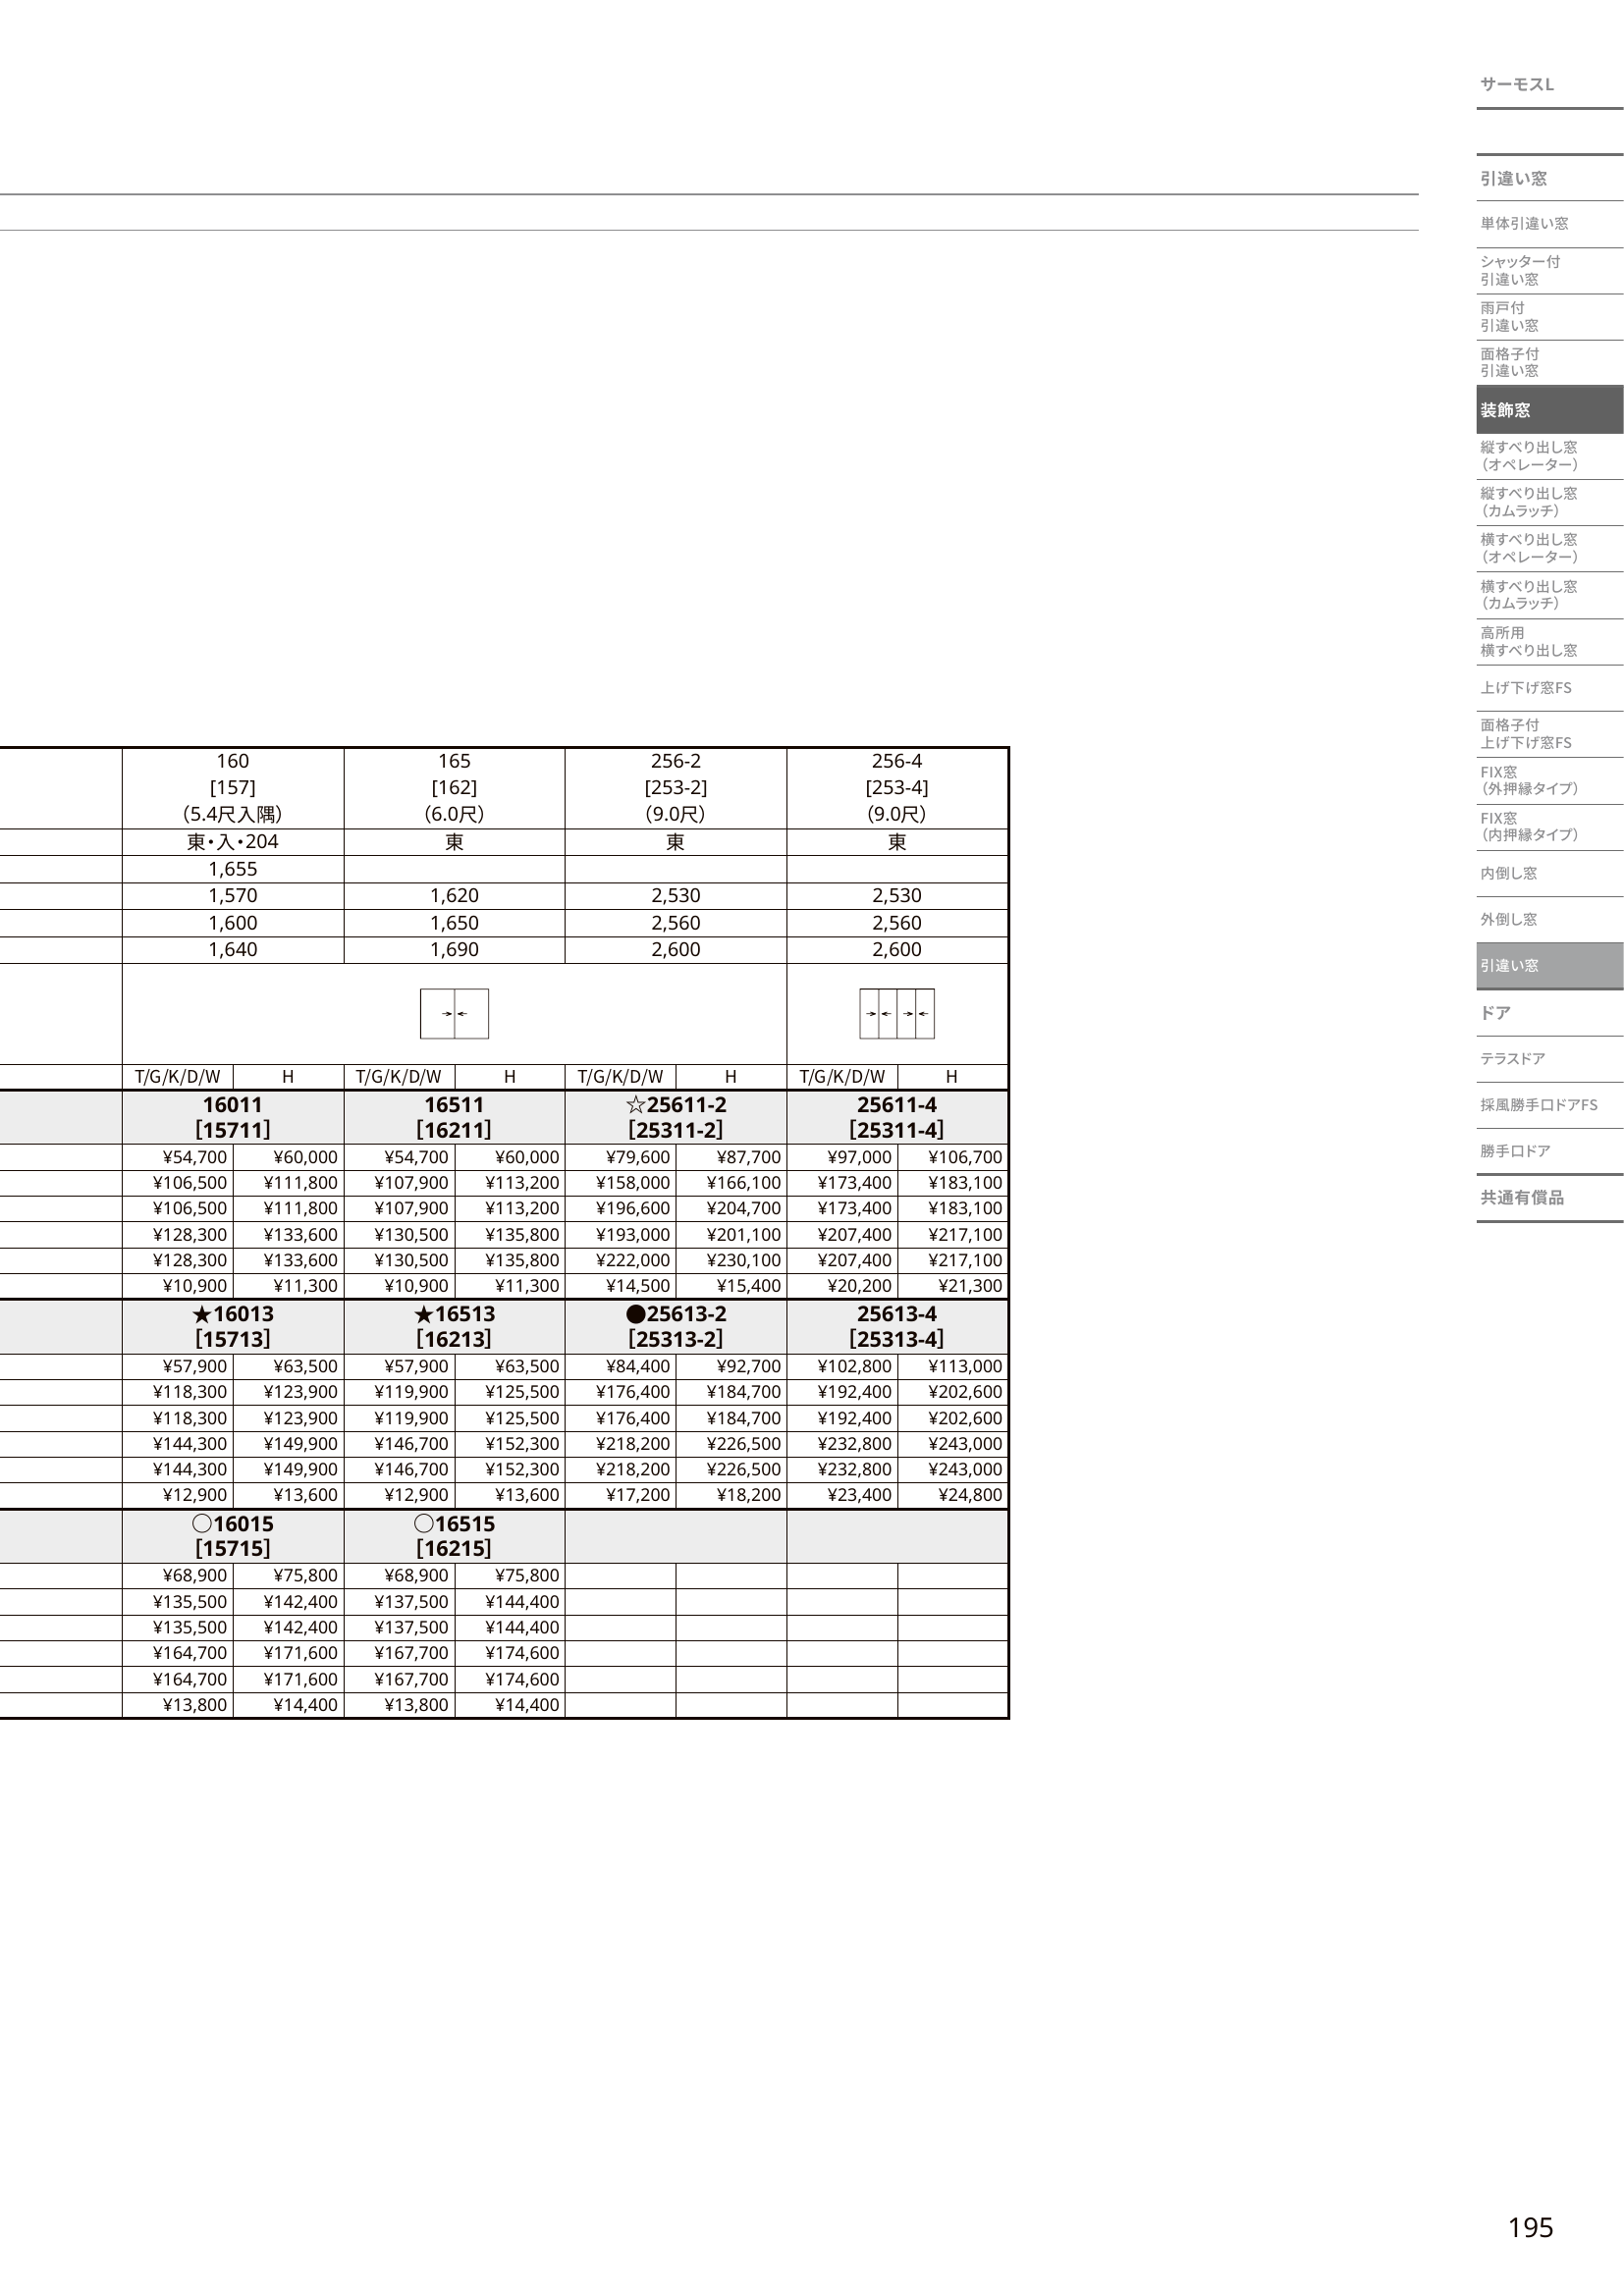 サーモスL
引違い窓
単体引違い窓
シャッター付
引違い窓
雨戸付
引違い窓
面格子付
引違い窓
装飾窓
縦すべり出し窓
（オペレーター）
縦すべり出し窓
（カムラッチ）
横すべり出し窓
（オペレーター）
横すべり出し窓
（カムラッチ）
高所用
横すべり出し窓
上げ下げ窓FS
面格子付
上げ下げ窓FS
FIX窓
（外押縁タイプ）
FIX窓
（内押縁タイプ）
内倒し窓
外倒し窓
引違い窓
ドア
テラスドア
採風勝手口ドアFS
勝手口ドア
共通有償品
160 165 256-2 256-4
[157] [162] [253-2] [253-4]
（5.4尺入隅） （6.0尺） （9.0尺） （9.0尺）
東・入・204 東 東 東
1,655
1,570 1,620 2,530 2,530
1,600 1,650 2,560 2,560
1,640 1,690 2,600 2,600
T/G/K/D/W H T/G/K/D/W H T/G/K/D/W H T/G/K/D/W H
16011 16511 ☆25611-2 25611-4
[15711] [16211] [25311-2] [25311-4]
¥54,700 ¥60,000 ¥54,700 ¥60,000 ¥79,600 ¥87,700 ¥97,000 ¥106,700
¥106,500 ¥111,800 ¥107,900 ¥113,200 ¥158,000 ¥166,100 ¥173,400 ¥183,100
¥106,500 ¥111,800 ¥107,900 ¥113,200 ¥196,600 ¥204,700 ¥173,400 ¥183,100
¥128,300 ¥133,600 ¥130,500 ¥135,800 ¥193,000 ¥201,100 ¥207,400 ¥217,100
¥128,300 ¥133,600 ¥130,500 ¥135,800 ¥222,000 ¥230,100 ¥207,400 ¥217,100
¥10,900 ¥11,300 ¥10,900 ¥11,300 ¥14,500 ¥15,400 ¥20,200 ¥21,300
★16013 ★16513 ●25613-2 25613-4
[15713] [16213] [25313-2] [25313-4]
¥57,900 ¥63,500 ¥57,900 ¥63,500 ¥84,400 ¥92,700 ¥102,800 ¥113,000
¥118,300 ¥123,900 ¥119,900 ¥125,500 ¥176,400 ¥184,700 ¥192,400 ¥202,600
¥118,300 ¥123,900 ¥119,900 ¥125,500 ¥176,400 ¥184,700 ¥192,400 ¥202,600
¥144,300 ¥149,900 ¥146,700 ¥152,300 ¥218,200 ¥226,500 ¥232,800 ¥243,000
¥144,300 ¥149,900 ¥146,700 ¥152,300 ¥218,200 ¥226,500 ¥232,800 ¥243,000
¥12,900 ¥13,600 ¥12,900 ¥13,600 ¥17,200 ¥18,200 ¥23,400 ¥24,800
○16015 ○16515
[15715] [16215]
¥68,900 ¥75,800 ¥68,900 ¥75,800
¥135,500 ¥142,400 ¥137,500 ¥144,400
¥135,500 ¥142,400 ¥137,500 ¥144,400
¥164,700 ¥171,600 ¥167,700 ¥174,600
¥164,700 ¥171,600 ¥167,700 ¥174,600
¥13,800 ¥14,400 ¥13,800 ¥14,400
195